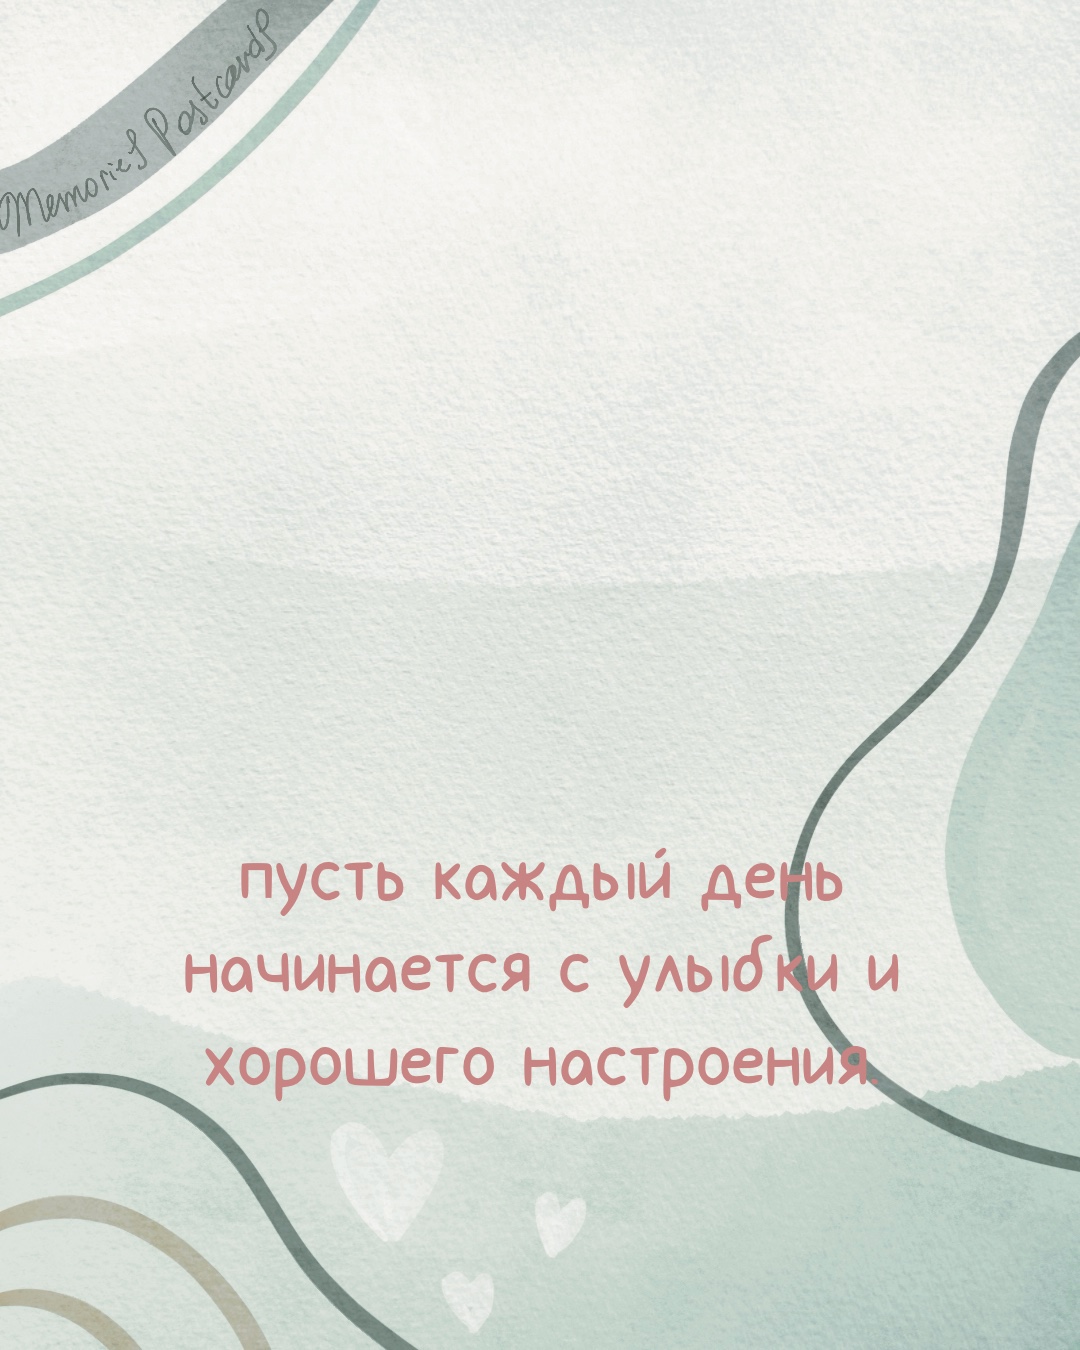 Memories Postcards
пусть каждый день
начинается с улыбки и
хорошего настроения.